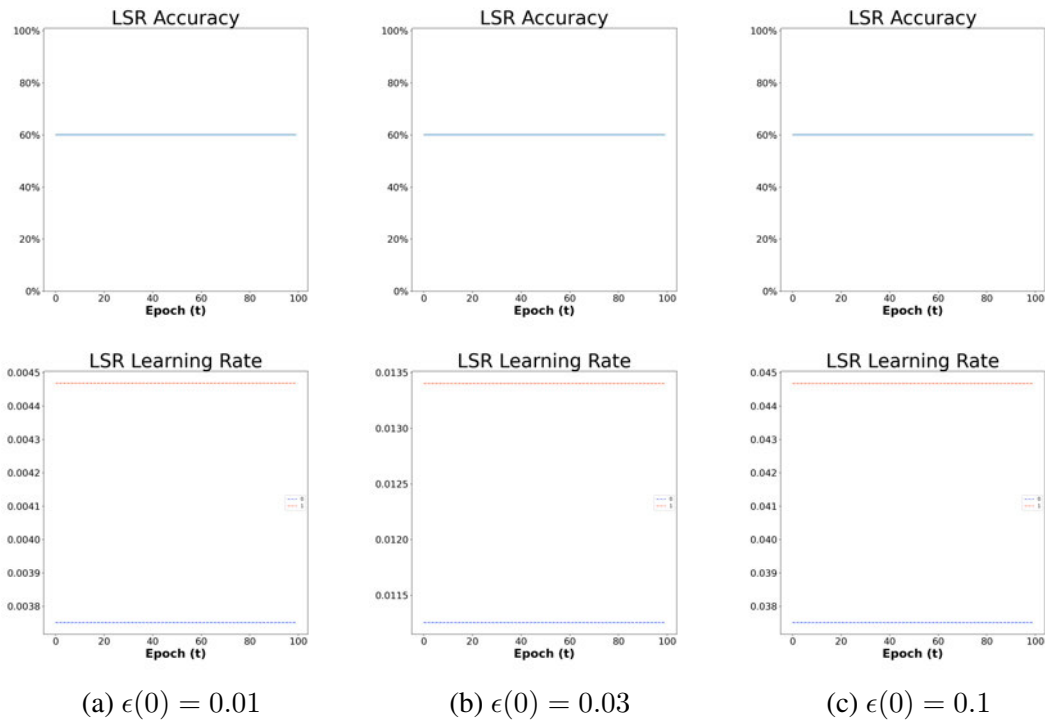 LSR Accuracy LSR Accuracy LSR Accuracy
100% 100% 100%
80% 80% 80%
60% 60% 60%
40% 40% 40%
20% 20% 20%
0% 0% 0%
0 20 40 60 80 100 0 20 40 60 80 100 0 20 40 60 80 100
Epoch (t) Epoch (t) Epoch (t)
LSR Learning Rate LSR Learning Rate LSR Learning Rate
0.0045 0.0135 0.045
0.0044 0.044
0.0130
0.0043 0.043
0.0042 0.0125 0.042
0.0041 0.041
0 0 0
1 1 1
0.0120
0.0040 0.040
0.0039 0.039
0.0115
0.0038 0.038
0 20 40 60 80 100 0 20 40 60 80 100 0 20 40 60 80 100
Epoch (t) Epoch (t) Epoch (t)
(a) ϵ(0) = 0.01 (b) ϵ(0) = 0.03 (c) ϵ(0) = 0.1